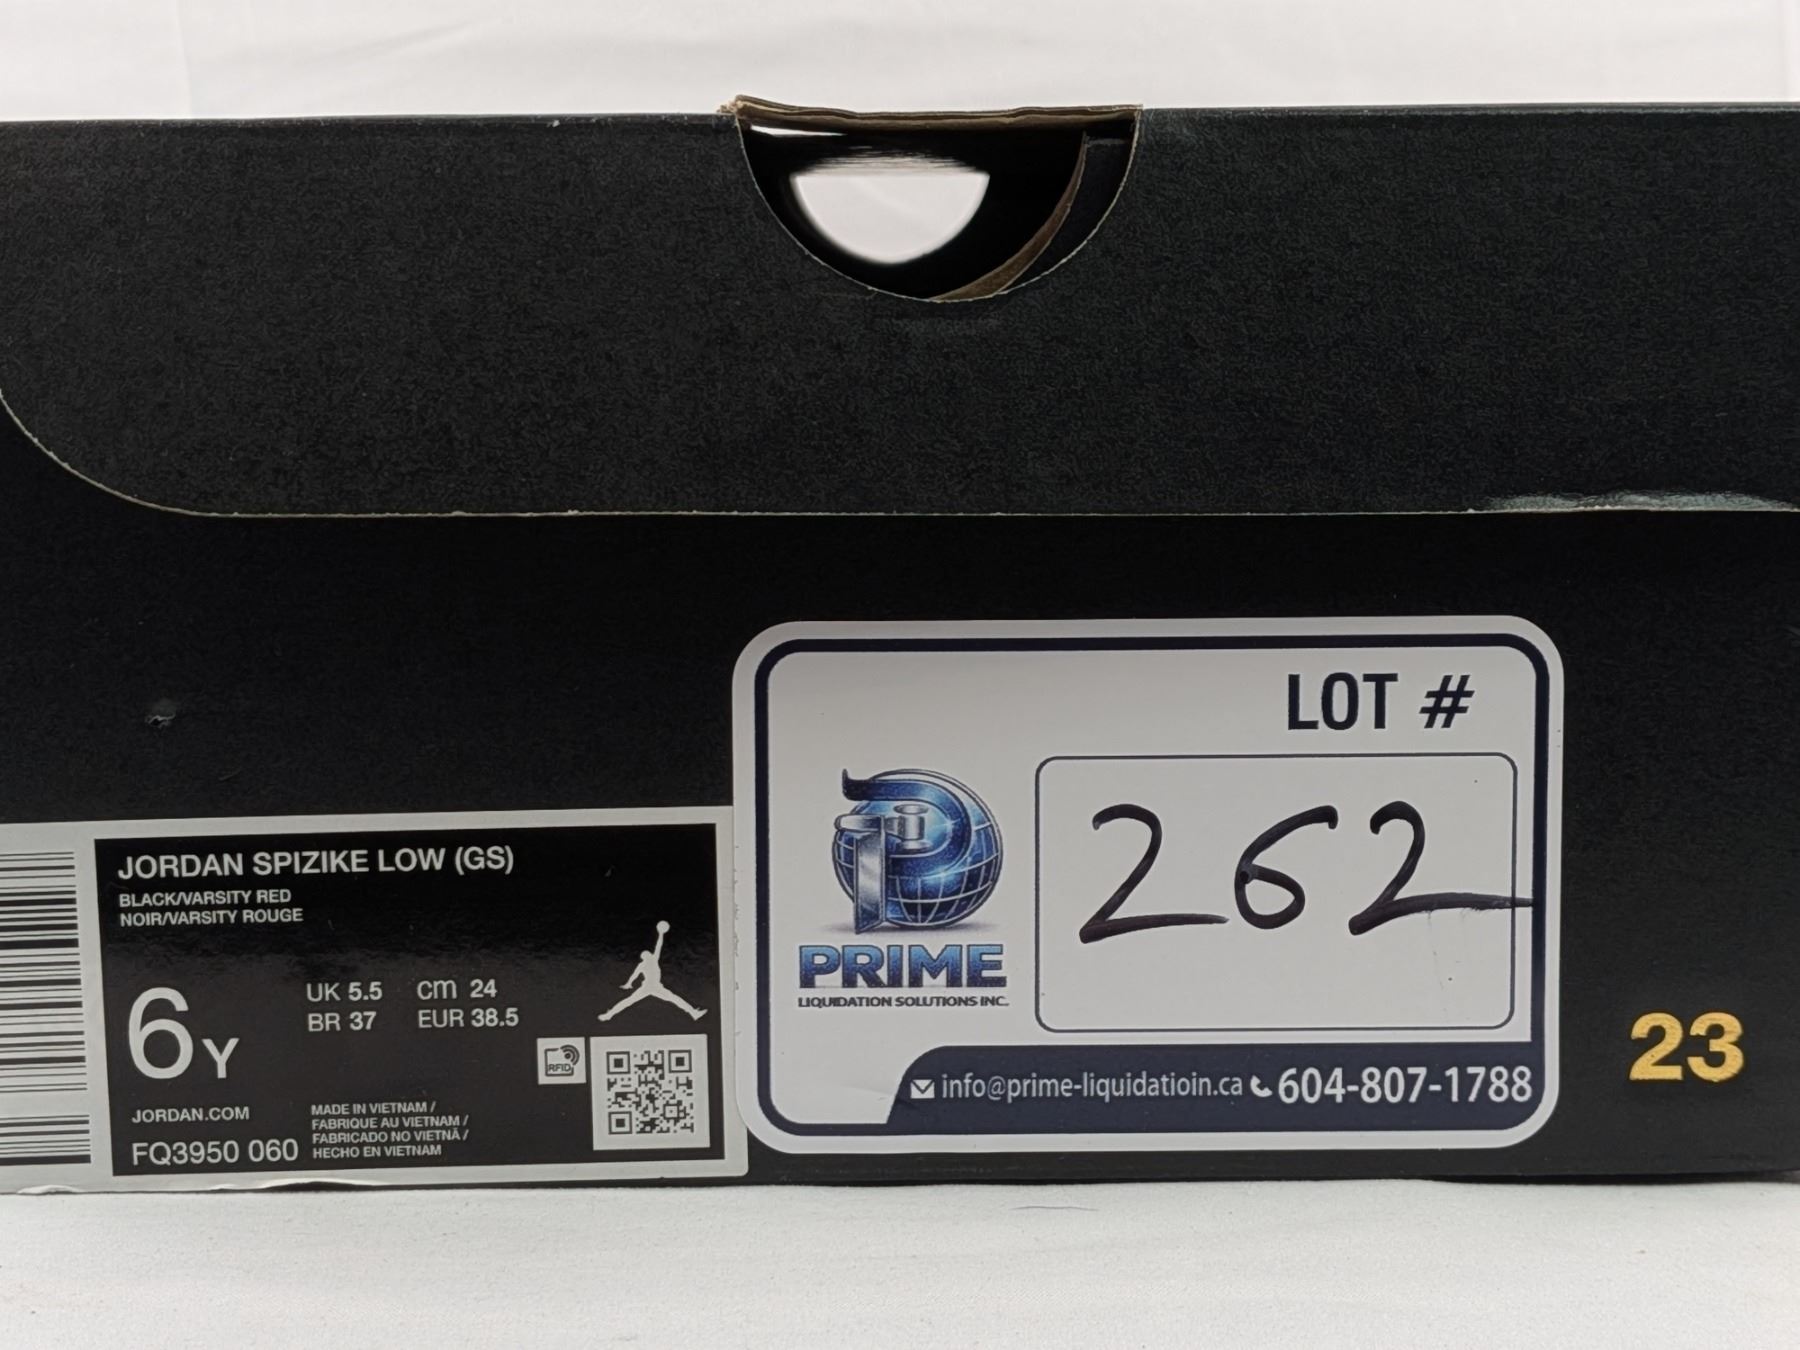 LOT #
262
PRIME
LIQUIDATION SOLUTIONS INC.
info@prime-liquidatioin.ca 604-807-1788
JORDAN SPIZIKE LOW (GS)
BLACK/VARSITY RED
NOIR/VARSITY ROUGE
6Y
UK 5.5 cm 24
BR 37 EUR 38.5
RFID
JORDAN.COM
FQ3950 060
MADE IN VIETNAM /
FABRIQUE AU VIETNAM /
FABRICADO NO VIETNÃ /
HECHO EN VIETNAM
23